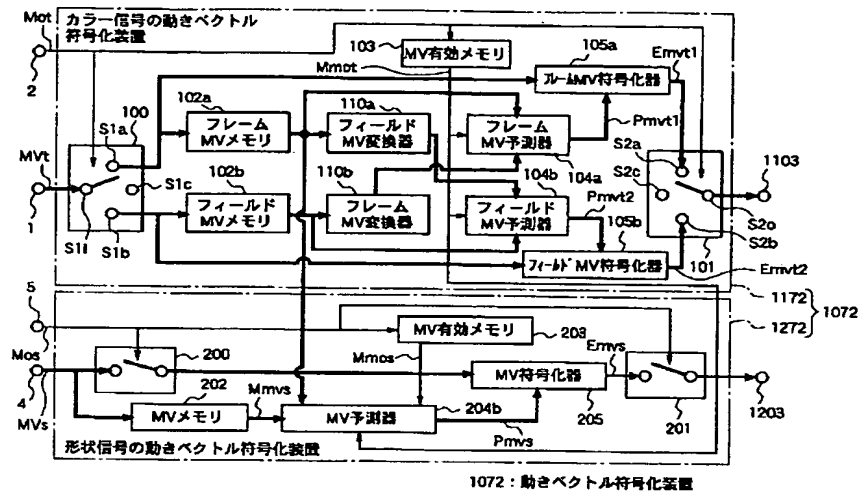 Mot
カラー信号の動きベクトル
符号化装置
2
103
MV有効メモリ
Mmot
105a
フレームMV符号化器
Emvt1
Pmvt1
100
S1a
S1c
S1i
S1b
MVt
1
102a
フレーム
MVメモリ
110a
フィールド
MV変換器
フレーム
MV予測器
104a
102b
フィールド
MVメモリ
110b
フレーム
MV変換器
104b
フィールド
MV予測器
Pmvt2
105b
フィールドMV符号化器
Emvt2
S2a
S2c
S2o
S2b
101
1103
1172
1272
1072
5
Mos
4
MVs
200
202
MVメモリ
Mmvs
MV有効メモリ
203
Mmos
MV予測器
204b
Pmvs
MV符号化器
205
Emvs
201
1203
形状信号の動きベクトル符号化装置
1072：動きベクトル符号化装置